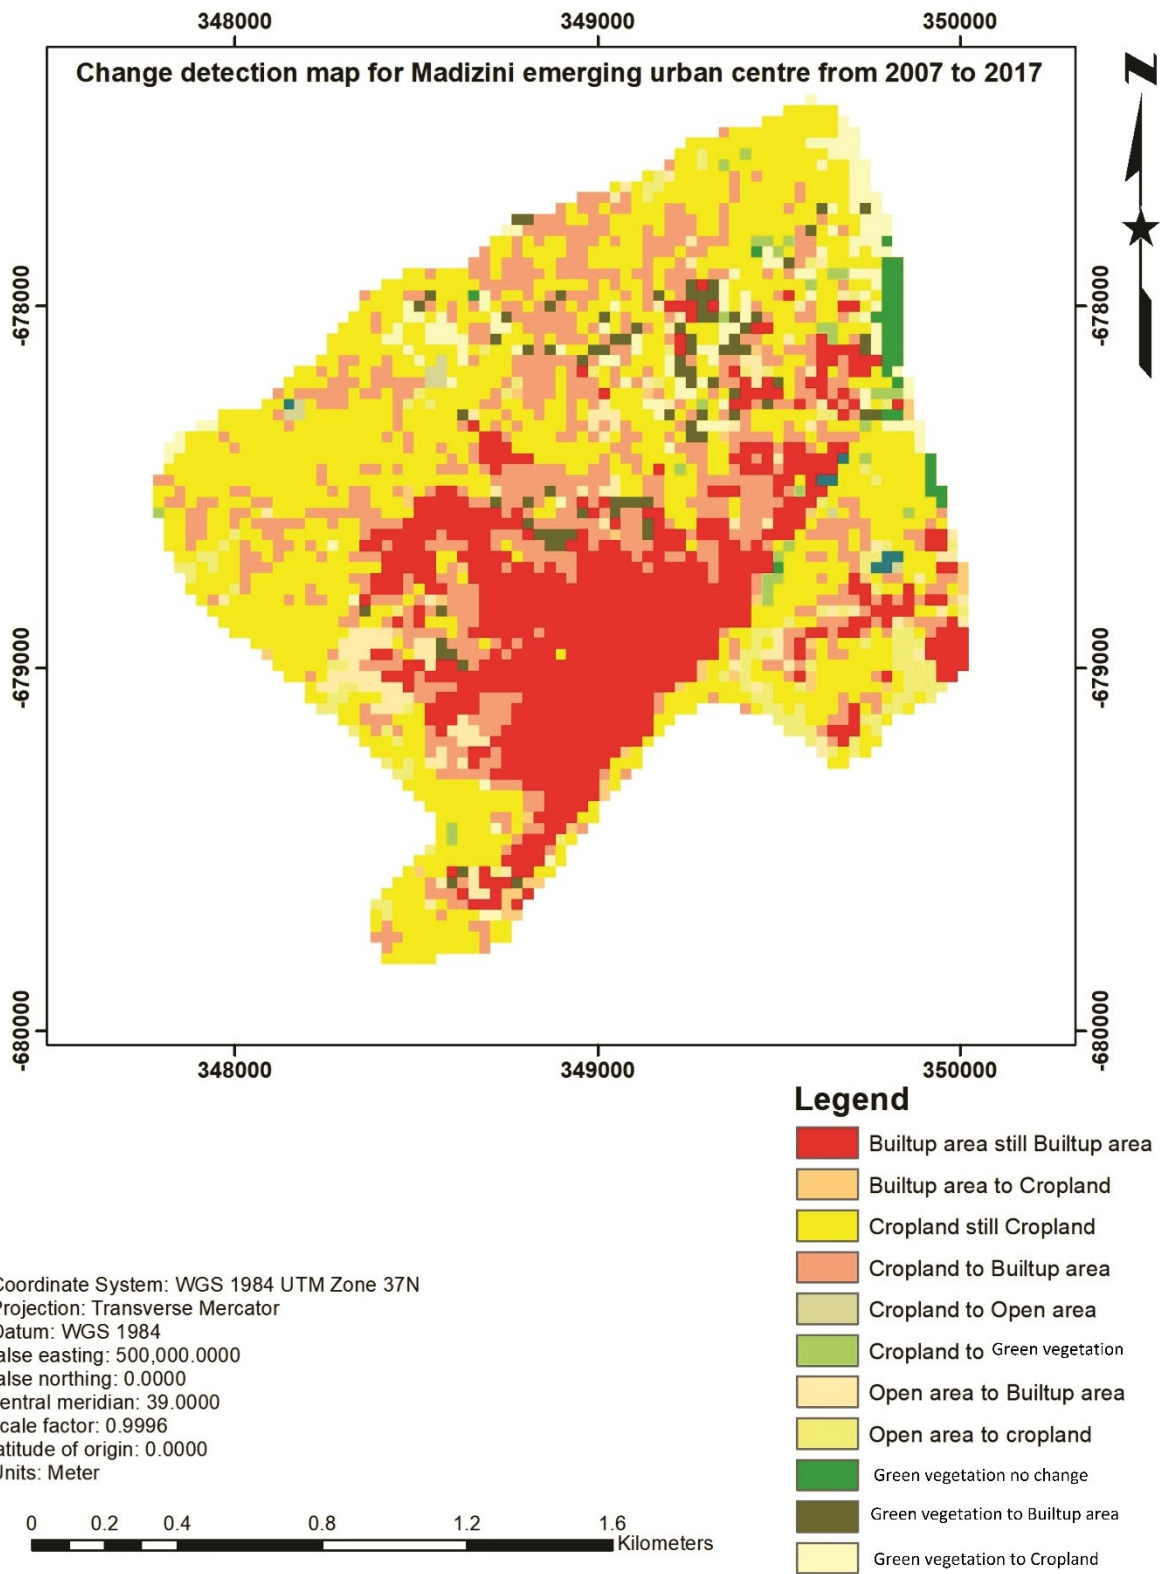 348000 349000 350000
Change detection map for Madizini emerging urban centre from 2007 to 2017
N
-678000 -678000
-679000 -679000
-680000 -680000
348000 349000 350000
Legend
Builtup area still Builtup area
Builtup area to Cropland
Cropland still Cropland
Cropland to Builtup area
Cropland to Open area
Cropland to Green vegetation
Open area to Builtup area
Open area to cropland
Green vegetation no change
Green vegetation to Builtup area
Green vegetation to Cropland
Coordinate System: WGS 1984 UTM Zone 37N
Projection: Transverse Mercator
Datum: WGS 1984
alse easting: 500,000.0000
alse northing: 0.0000
entral meridian: 39.0000
cale factor: 0.9996
atitude of origin: 0.0000
Units: Meter
0 0.2 0.4 0.8 1.2 1.6
Kilometers